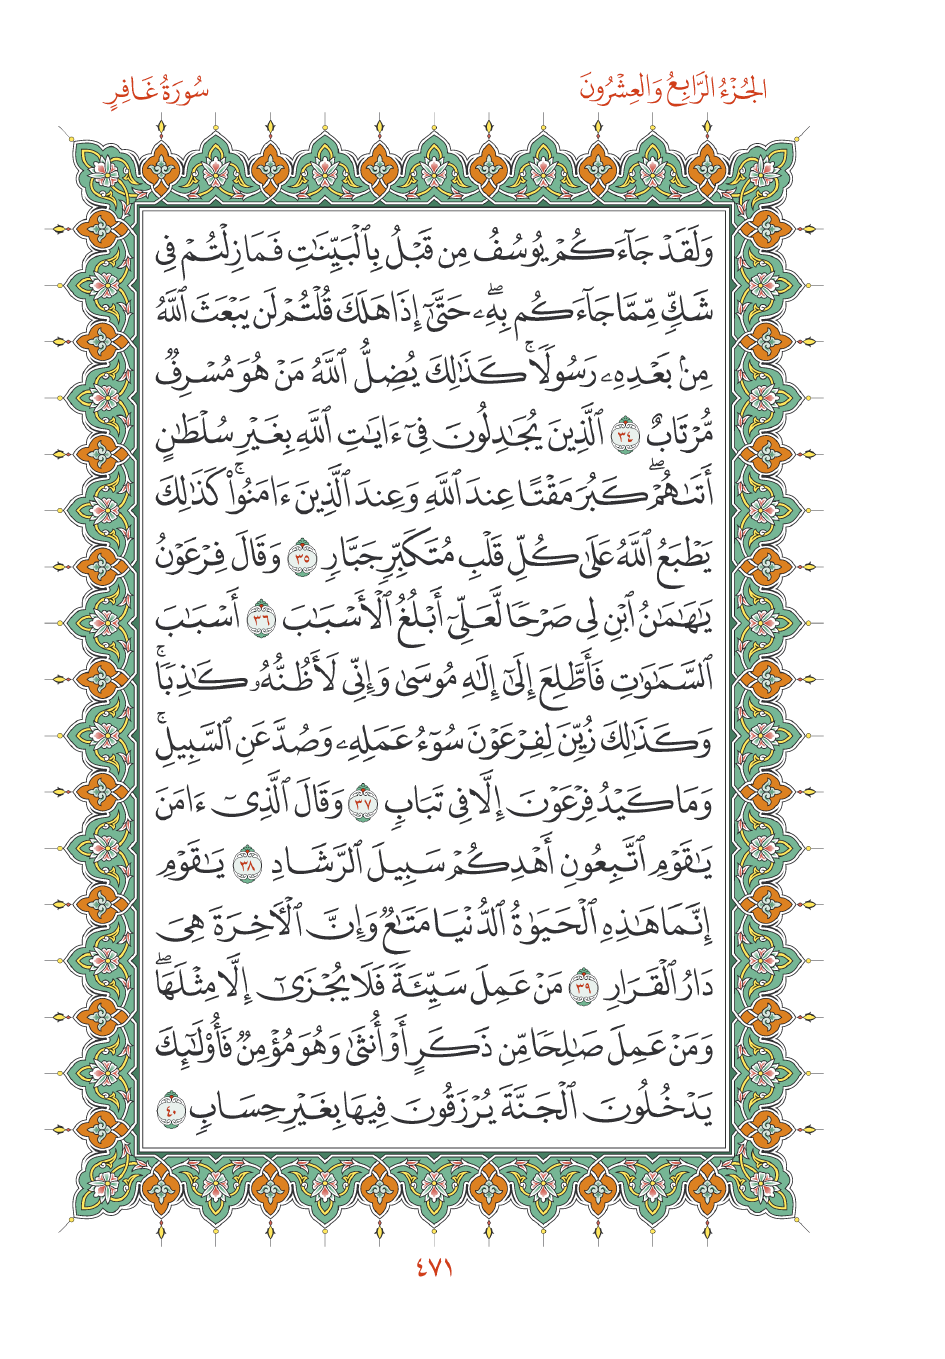 الجُزْءُ الرَّابِعُ وَالعِشْرُونَ
سُورَةُ غَافِرٍ
وَلَقَدْ جَآءَكُمْ يُوسُفُ مِن قَبْلُ بِٱلْبَيِّنَٰتِ فَمَا زِلْتُمْ فِى
شَكٍّ مِّمَّا جَآءَكُم بِهِۦۖ حَتَّىٰٓ إِذَا هَلَكَ قُلْتُمْ لَن يَبْعَثَ ٱللَّهُ
مِنۢ بَعْدِهِۦ رَسُولًاۚ كَذَٰلِكَ يُضِلُّ ٱللَّهُ مَنْ هُوَ مُسْرِفٌ
مُّرْتَابٌ ٣٤ ٱلَّذِينَ يُجَٰدِلُونَ فِىٓ ءَايَٰتِ ٱللَّهِ بِغَيْرِ سُلْطَٰنٍ
أَتَىٰهُمْۖ كَبُرَ مَقْتًا عِندَ ٱللَّهِ وَعِندَ ٱلَّذِينَ ءَامَنُوا۟ۚ كَذَٰلِكَ
يَطْبَعُ ٱللَّهُ عَلَىٰ كُلِّ قَلْبِ مُتَكَبِّرٍ جَبَّارٍ ٣٥ وَقَالَ فِرْعَوْنُ
يَٰهَٰمَٰنُ ٱبْنِ لِى صَرْحًا لَّعَلِّىٓ أَبْلُغُ ٱلْأَسْبَٰبَ ٣٦ أَسْبَٰبَ
ٱلسَّمَٰوَٰتِ فَأَطَّلِعَ إِلَىٰٓ إِلَٰهِ مُوسَىٰ وَإِنِّى لَأَظُنُّهُۥ كَٰذِبًاۚ
وَكَذَٰلِكَ زُيِّنَ لِفِرْعَوْنَ سُوٓءُ عَمَلِهِۦ وَصُدَّ عَنِ ٱلسَّبِيلِۚ
وَمَا كَيْدُ فِرْعَوْنَ إِلَّا فِى تَبَابٍ ٣٧ وَقَالَ ٱلَّذِىٓ ءَامَنَ
يَٰقَوْمِ ٱتَّبِعُونِ أَهْدِكُمْ سَبِيلَ ٱلرَّشَادِ ٣٨ يَٰقَوْمِ
إِنَّمَا هَٰذِهِ ٱلْحَيَوٰةُ ٱلدُّنْيَا مَتَٰعٌ وَإِنَّ ٱلْءَاخِرَةَ هِىَ
دَارُ ٱلْقَرَارِ ٣٩ مَنْ عَمِلَ سَيِّئَةً فَلَا يُجْزَىٰٓ إِلَّا مِثْلَهَاۖ
وَمَنْ عَمِلَ صَٰلِحًا مِّن ذَكَرٍ أَوْ أُنثَىٰ وَهُوَ مُؤْمِنٌ فَأُو۟لَٰٓئِكَ
يَدْخُلُونَ ٱلْجَنَّةَ يُرْزَقُونَ فِيهَا بِغَيْرِ حِسَابٍ ٤٠
٤٧١